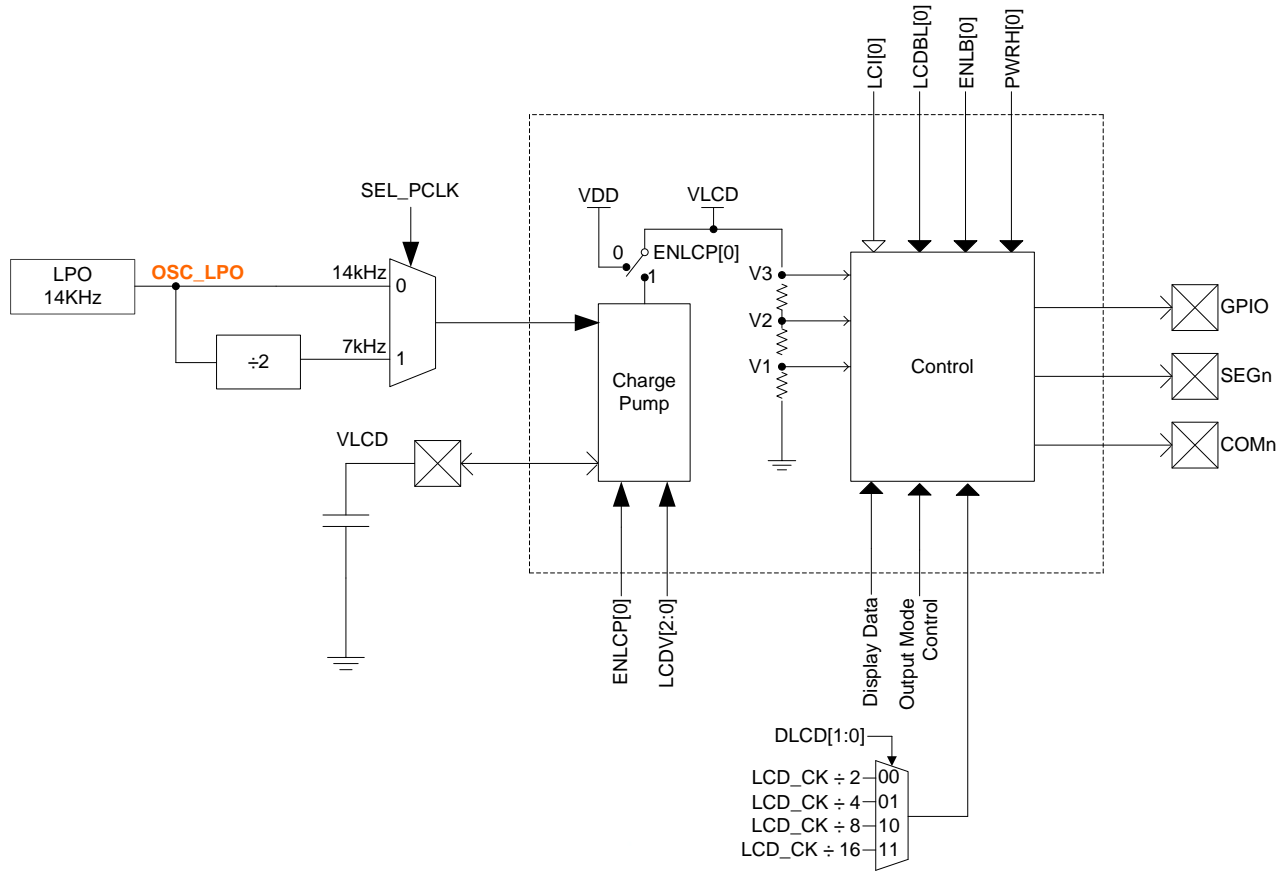 LCI[0]
LCDBL[0]
ENLB[0]
PWRH[0]
SEL_PCLK
VDD
VLCD
0
ENLCP[0]
1
LPO
14KHz
OSC_LPO
14kHz
0
÷2
7kHz
1
V3
V2
V1
Charge
Pump
Control
GPIO
SEGn
COMn
VLCD
ENLCP[0]
LCDV[2:0]
Display Data
Output Mode
Control
DLCD[1:0]
LCD_CK ÷ 2
00
LCD_CK ÷ 4
01
LCD_CK ÷ 8
10
LCD_CK ÷ 16
11